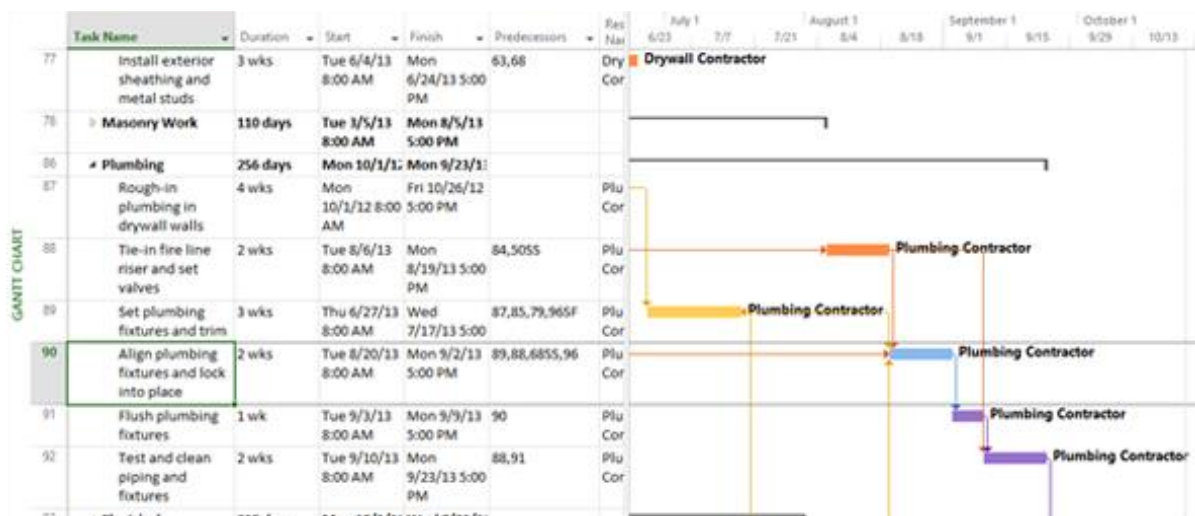 July 1 August 1 September 1 October 1
Task Name Duration Start Finish Predecessors Res
Nar 6/23 7/7 7/21 8/4 8/18 9/1 9/15 9/29 10/13
GANTT CHART
77 Install exterior 3 wks Tue 6/4/13 Mon 63,68 Dry Drywall Contractor
sheathing and 8:00 AM 6/24/13 5:00 Cor
metal studs PM
78 Masonry Work 110 days Tue 3/5/13 Mon 8/5/13
8:00 AM 5:00 PM
86 Plumbing 256 days Mon 10/1/1 Mon 9/23/1
87 Rough-in 4 wks Mon Fri 10/26/12 Plu
plumbing in 10/1/12 8:00 5:00 PM Cor
drywall walls AM
88 Tie-in fire line 2 wks Tue 8/6/13 Mon 84,50SS Plu Plumbing Contractor
riser and set 8:00 AM 8/19/13 5:00 Cor
valves PM
89 Set plumbing 3 wks Thu 6/27/13 Wed 87,85,79,96SF Plu Plumbing Contractor
fixtures and trim 8:00 AM 7/17/13 5:00 Cor
90 Align plumbing 2 wks Tue 8/20/13 Mon 9/2/13 89,88,68SS,96 Plu Plumbing Contractor
fixtures and lock 8:00 AM 5:00 PM Cor
into place
91 Flush plumbing 1 wk Tue 9/3/13 Mon 9/9/13 90 Plu Plumbing Contractor
fixtures 8:00 AM 5:00 PM Cor
92 Test and clean 2 wks Tue 9/10/13 Mon 88,91 Plu Plumbing Contractor
piping and 8:00 AM 9/23/13 5:00 Cor
fixtures PM